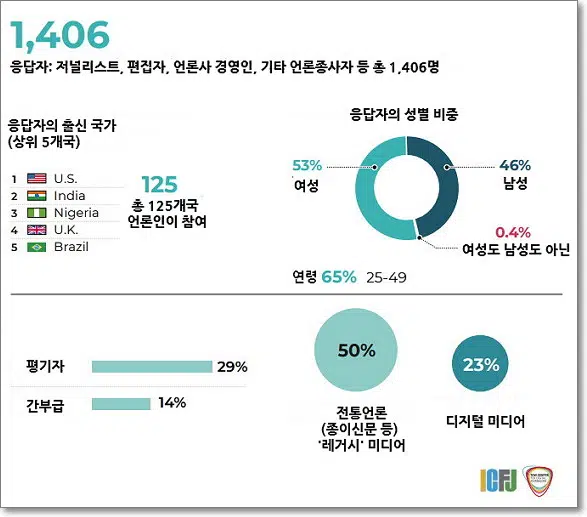 1,406
응답자: 저널리스트, 편집자, 언론사 경영인, 기타 언론종사자 등 총 1,406명
응답자의 출신 국가
(상위 5개국)
1 U.S.
2 India
3 Nigeria
4 U.K.
5 Brazil
125
총 125개국
언론인이 참여
응답자의 성별 비중
53%
여성
46%
남성
0.4%
여성도 남성도 아닌
연령 65% 25-49
평기자 29%
간부급 14%
50%
전통언론
(종이신문 등)
'레거시' 미디어
23%
디지털 미디어
ICFJ